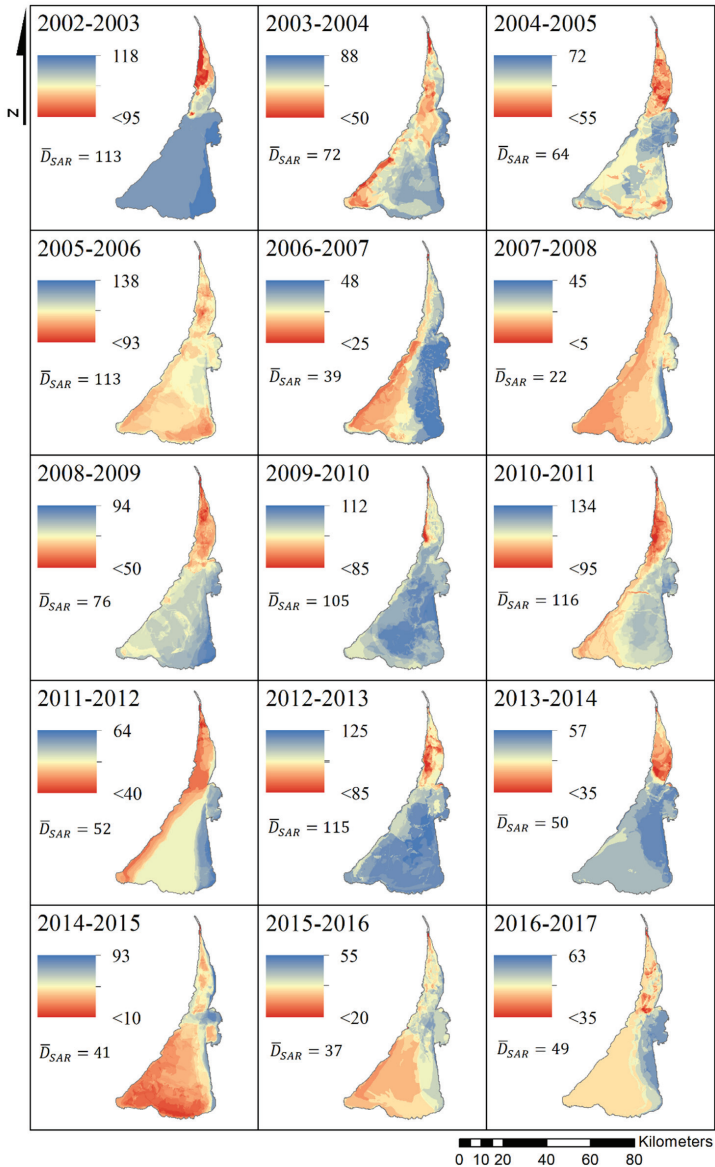 N
2002-2003
118
<95
D̅SAR = 113
2003-2004
88
<50
D̅SAR = 72
2004-2005
72
<55
D̅SAR = 64
2005-2006
138
<93
D̅SAR = 113
2006-2007
48
<25
D̅SAR = 39
2007-2008
45
<5
D̅SAR = 22
2008-2009
94
<50
D̅SAR = 76
2009-2010
112
<85
D̅SAR = 105
2010-2011
134
<95
D̅SAR = 116
2011-2012
64
<40
D̅SAR = 52
2012-2013
125
<85
D̅SAR = 115
2013-2014
57
<35
D̅SAR = 50
2014-2015
93
<10
D̅SAR = 41
2015-2016
55
<20
D̅SAR = 37
2016-2017
63
<35
D̅SAR = 49
Kilometers
0 10 20 40 60 80